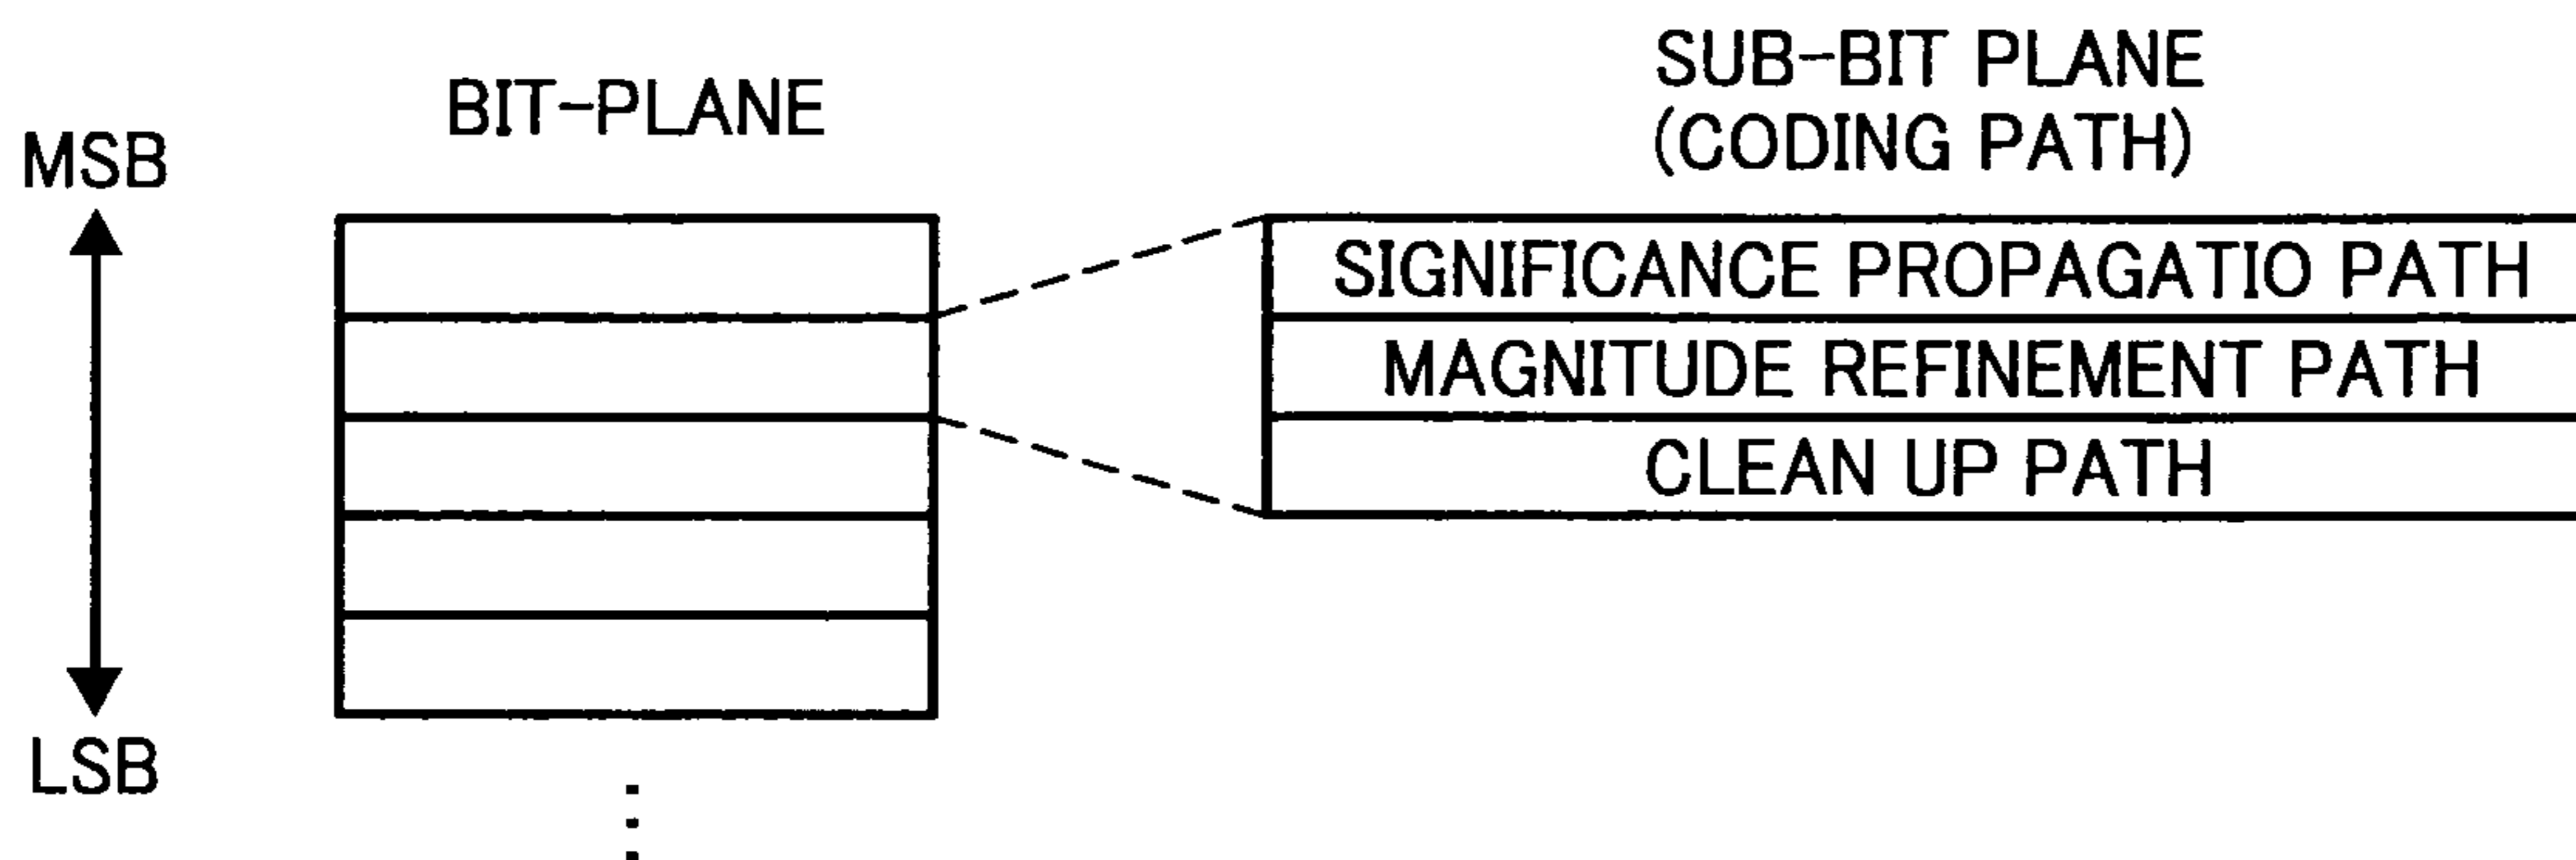 MSB
LSB
BIT-PLANE
SUB-BIT PLANE
(CODING PATH)
SIGNIFICANCE PROPAGATIO PATH
MAGNITUDE REFINEMENT PATH
CLEAN UP PATH